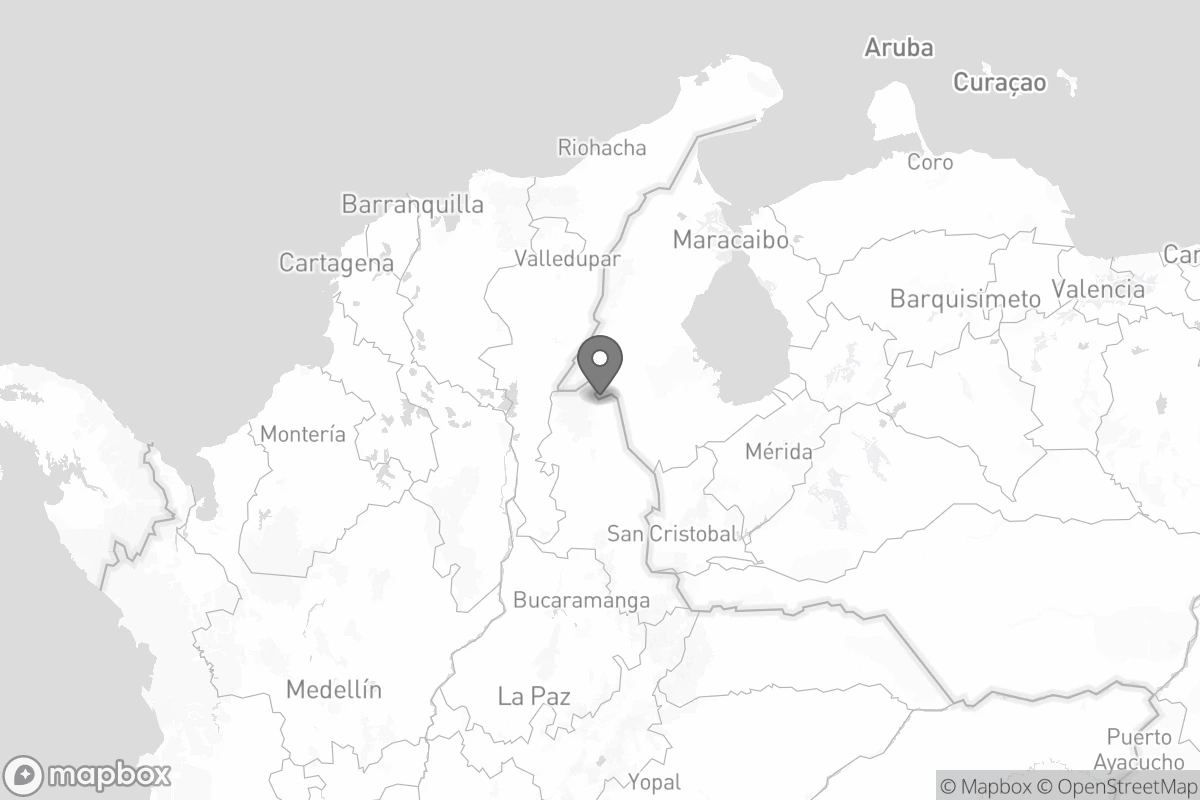 Aruba
Curaçao
Riohacha
Coro
Barranquilla
Maracaibo
Valledupar
Cartagena
Car
Barquisimeto
Valencia
Montería
Mérida
San Cristobal
Bucaramanga
Medellín
La Paz
Puerto
Ayacucho
Yopal
mapbox
© Mapbox © OpenStreetMap